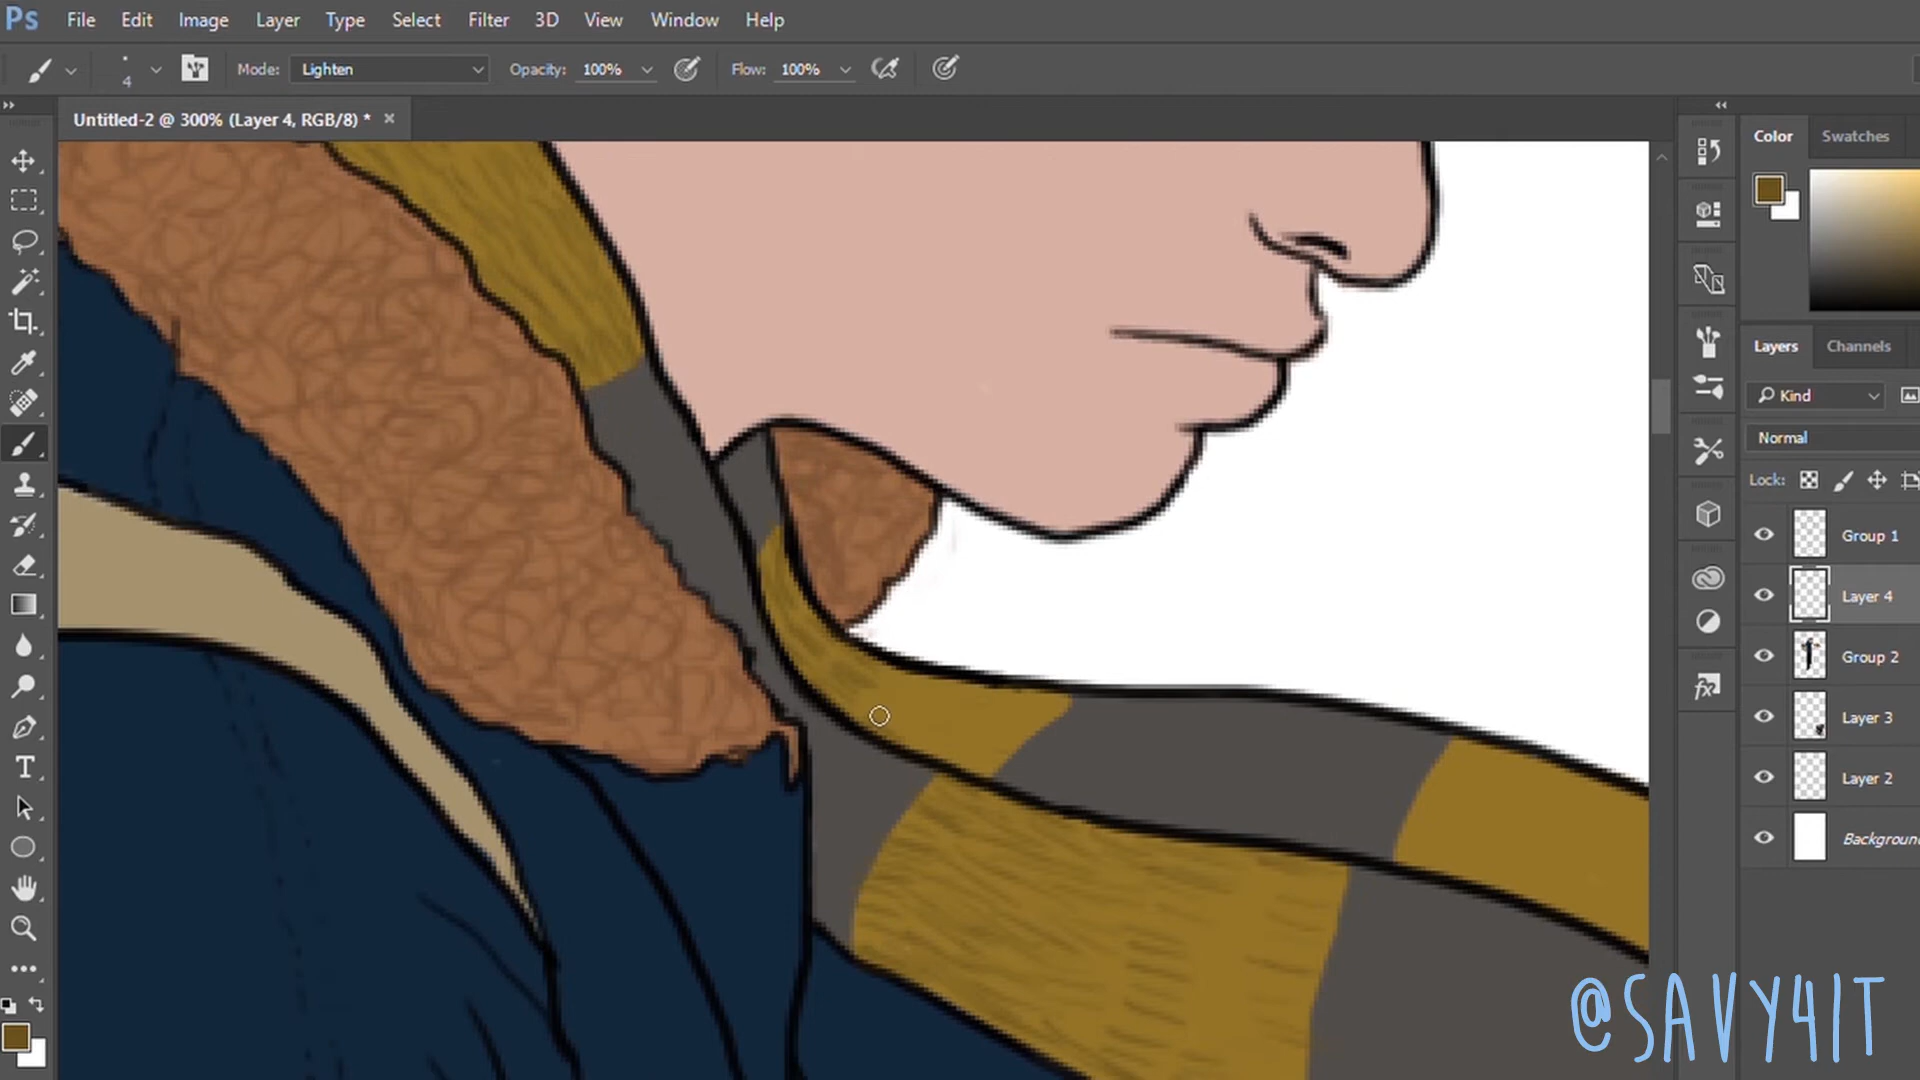 Ps File Edit Image Layer Type Select Filter 3D View Window Help
4 Mode: Lighten Opacity: 100% Flow: 100%
Untitled-2 @ 300% (Layer 4, RGB/8) *
Color Swatches
Layers Channels
Kind
Normal
Lock:
Group 1
Layer 4
Group 2
Layer 3
Layer 2
Background
@SAVY4IT